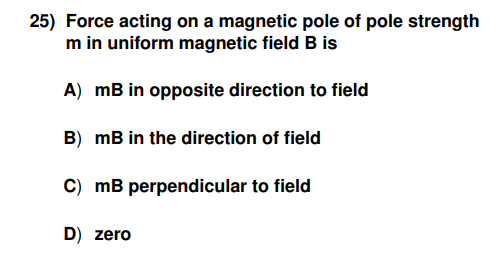 25) Force acting on a magnetic pole of pole strength
m in uniform magnetic field B is
A) mB in opposite direction to field
B) mB in the direction of field
C) mB perpendicular to field
D) zero